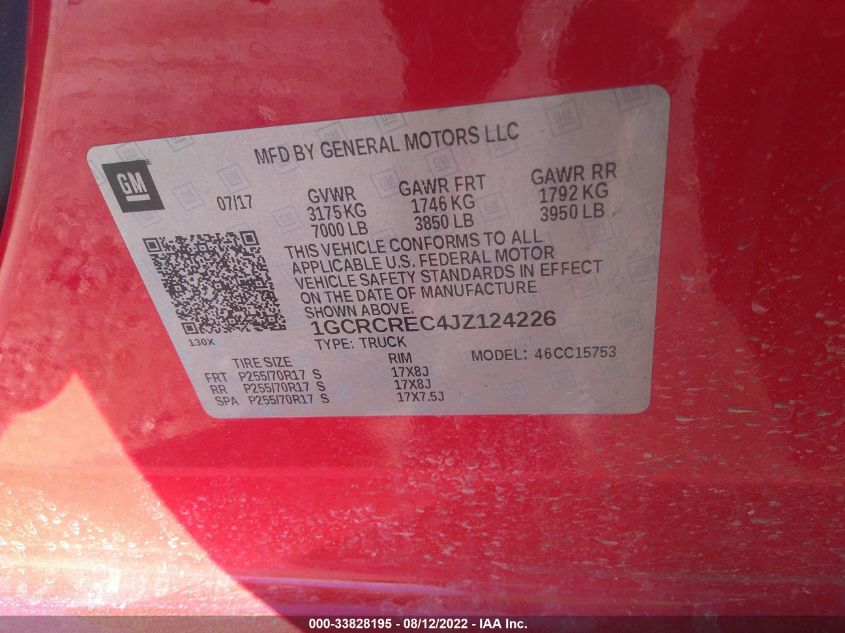 MFD BY GENERAL MOTORS LLC
GM
07/17
GVWR GAWR FRT GAWR RR
3175 KG 1746 KG 1792 KG
7000 LB 3850 LB 3950 LB
THIS VEHICLE CONFORMS TO ALL
APPLICABLE U.S. FEDERAL MOTOR
VEHICLE SAFETY STANDARDS IN EFFECT
ON THE DATE OF MANUFACTURE
SHOWN ABOVE.
130X
1GCRCREC4JZ124226
TYPE: TRUCK MODEL: 46CC15753
TIRE SIZE RIM
FRT P255/70R17 S 17X8J
RR P255/70R17 S 17X8J
SPA P255/70R17 S 17X7.5J
000-33828195 - 08/12/2022 - IAA Inc.